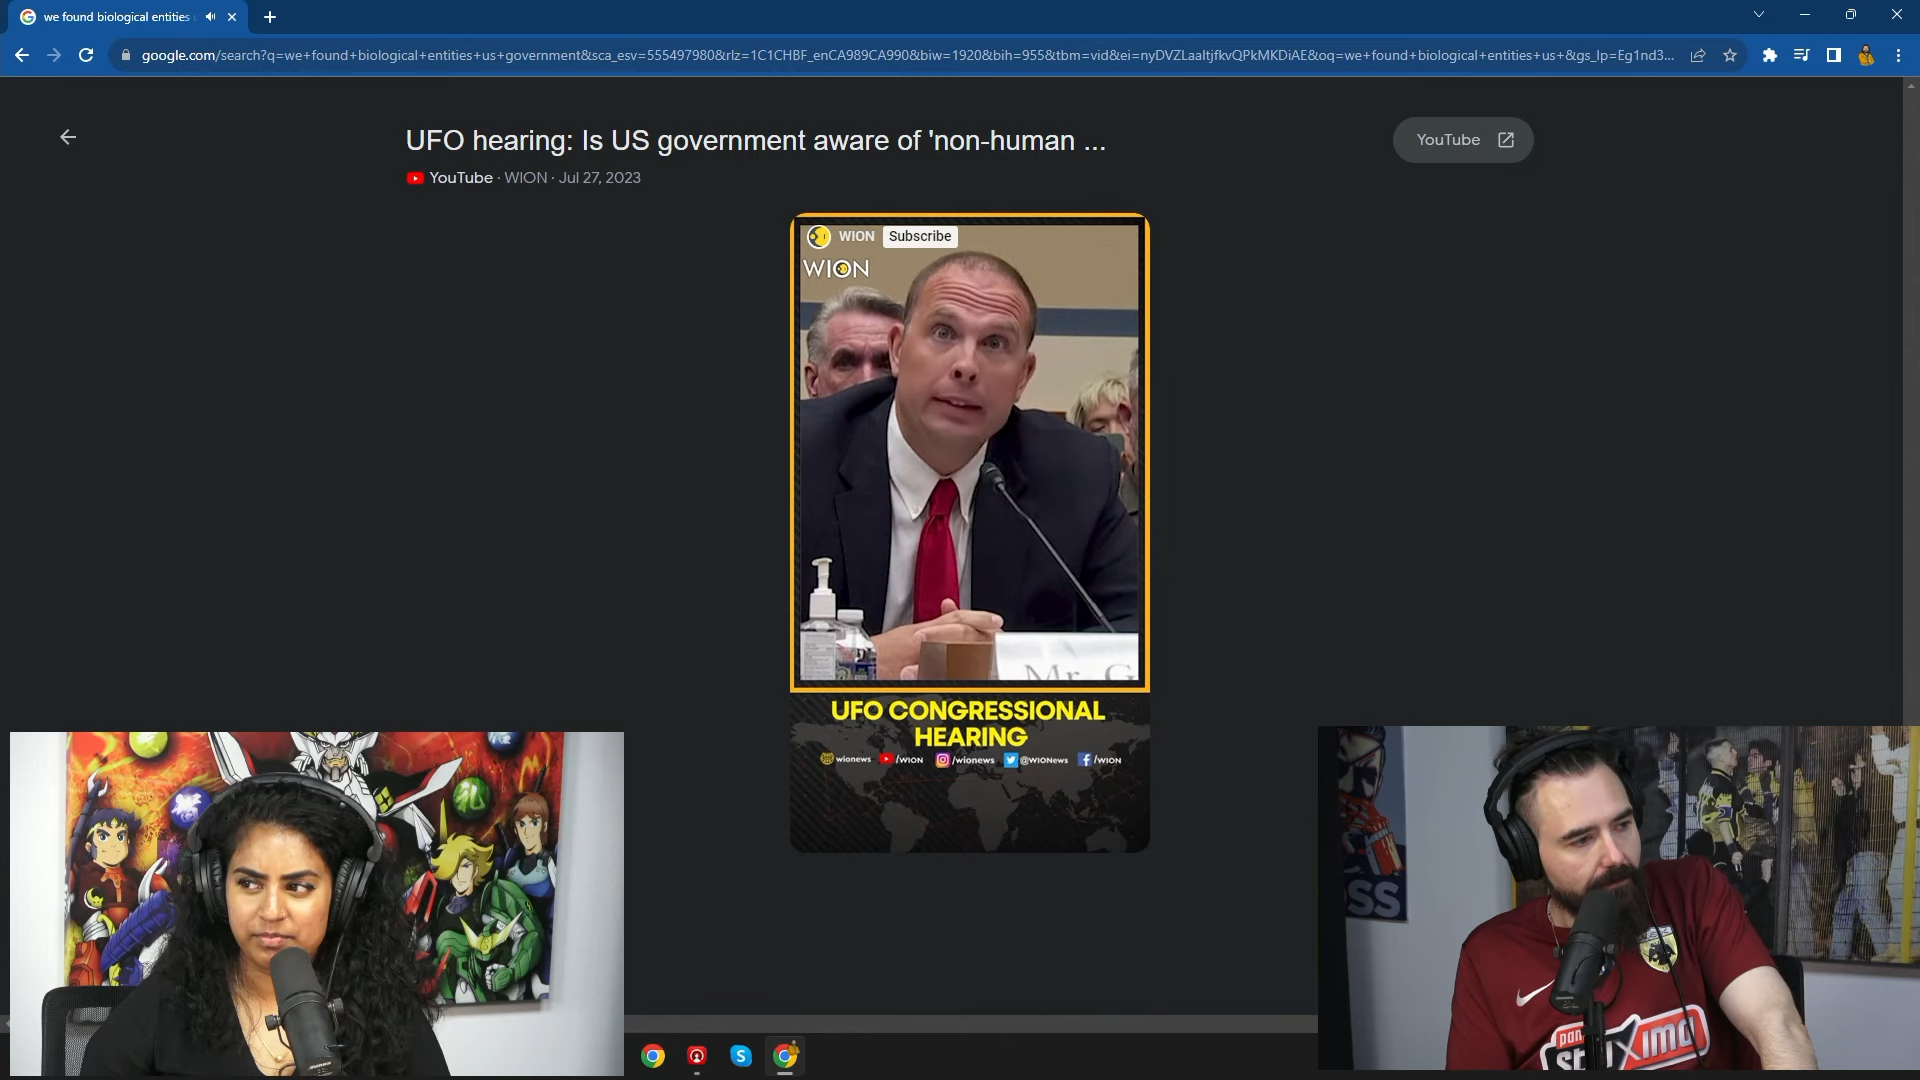 we found biological entities
google.com/search?q=we+found+biological+entities+us+government&sca_esv=555497980&rlz=1C1CHBF_enCA989CA990&biw=1920&bih=955&tbm=vid&ei=nyDVZLaaItjfkvQPkMKDiAE&oq=we+found+biological+entities+us+&gs_lp=Eg1nd3...
UFO hearing: Is US government aware of 'non-human ...
YouTube
YouTube · WION · Jul 27, 2023
WION Subscribe
WION
Mr. G
UFO CONGRESSIONAL
HEARING
wionews /WION /wionews @WIONews /WION